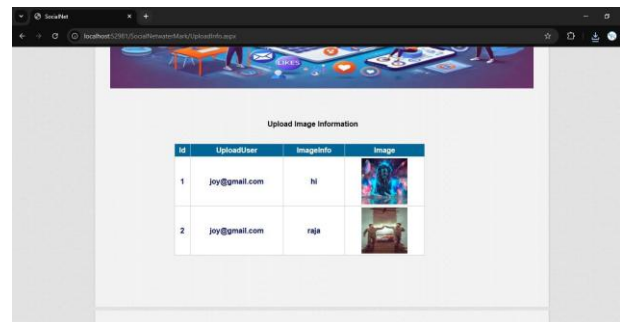 SocialNet
localhost:52981/SocialNetwaterMark/UploadInfo.aspx
LIKES
Upload Image Information
Id UploadUser ImageInfo Image
1 joy@gmail.com hi
2 joy@gmail.com raja